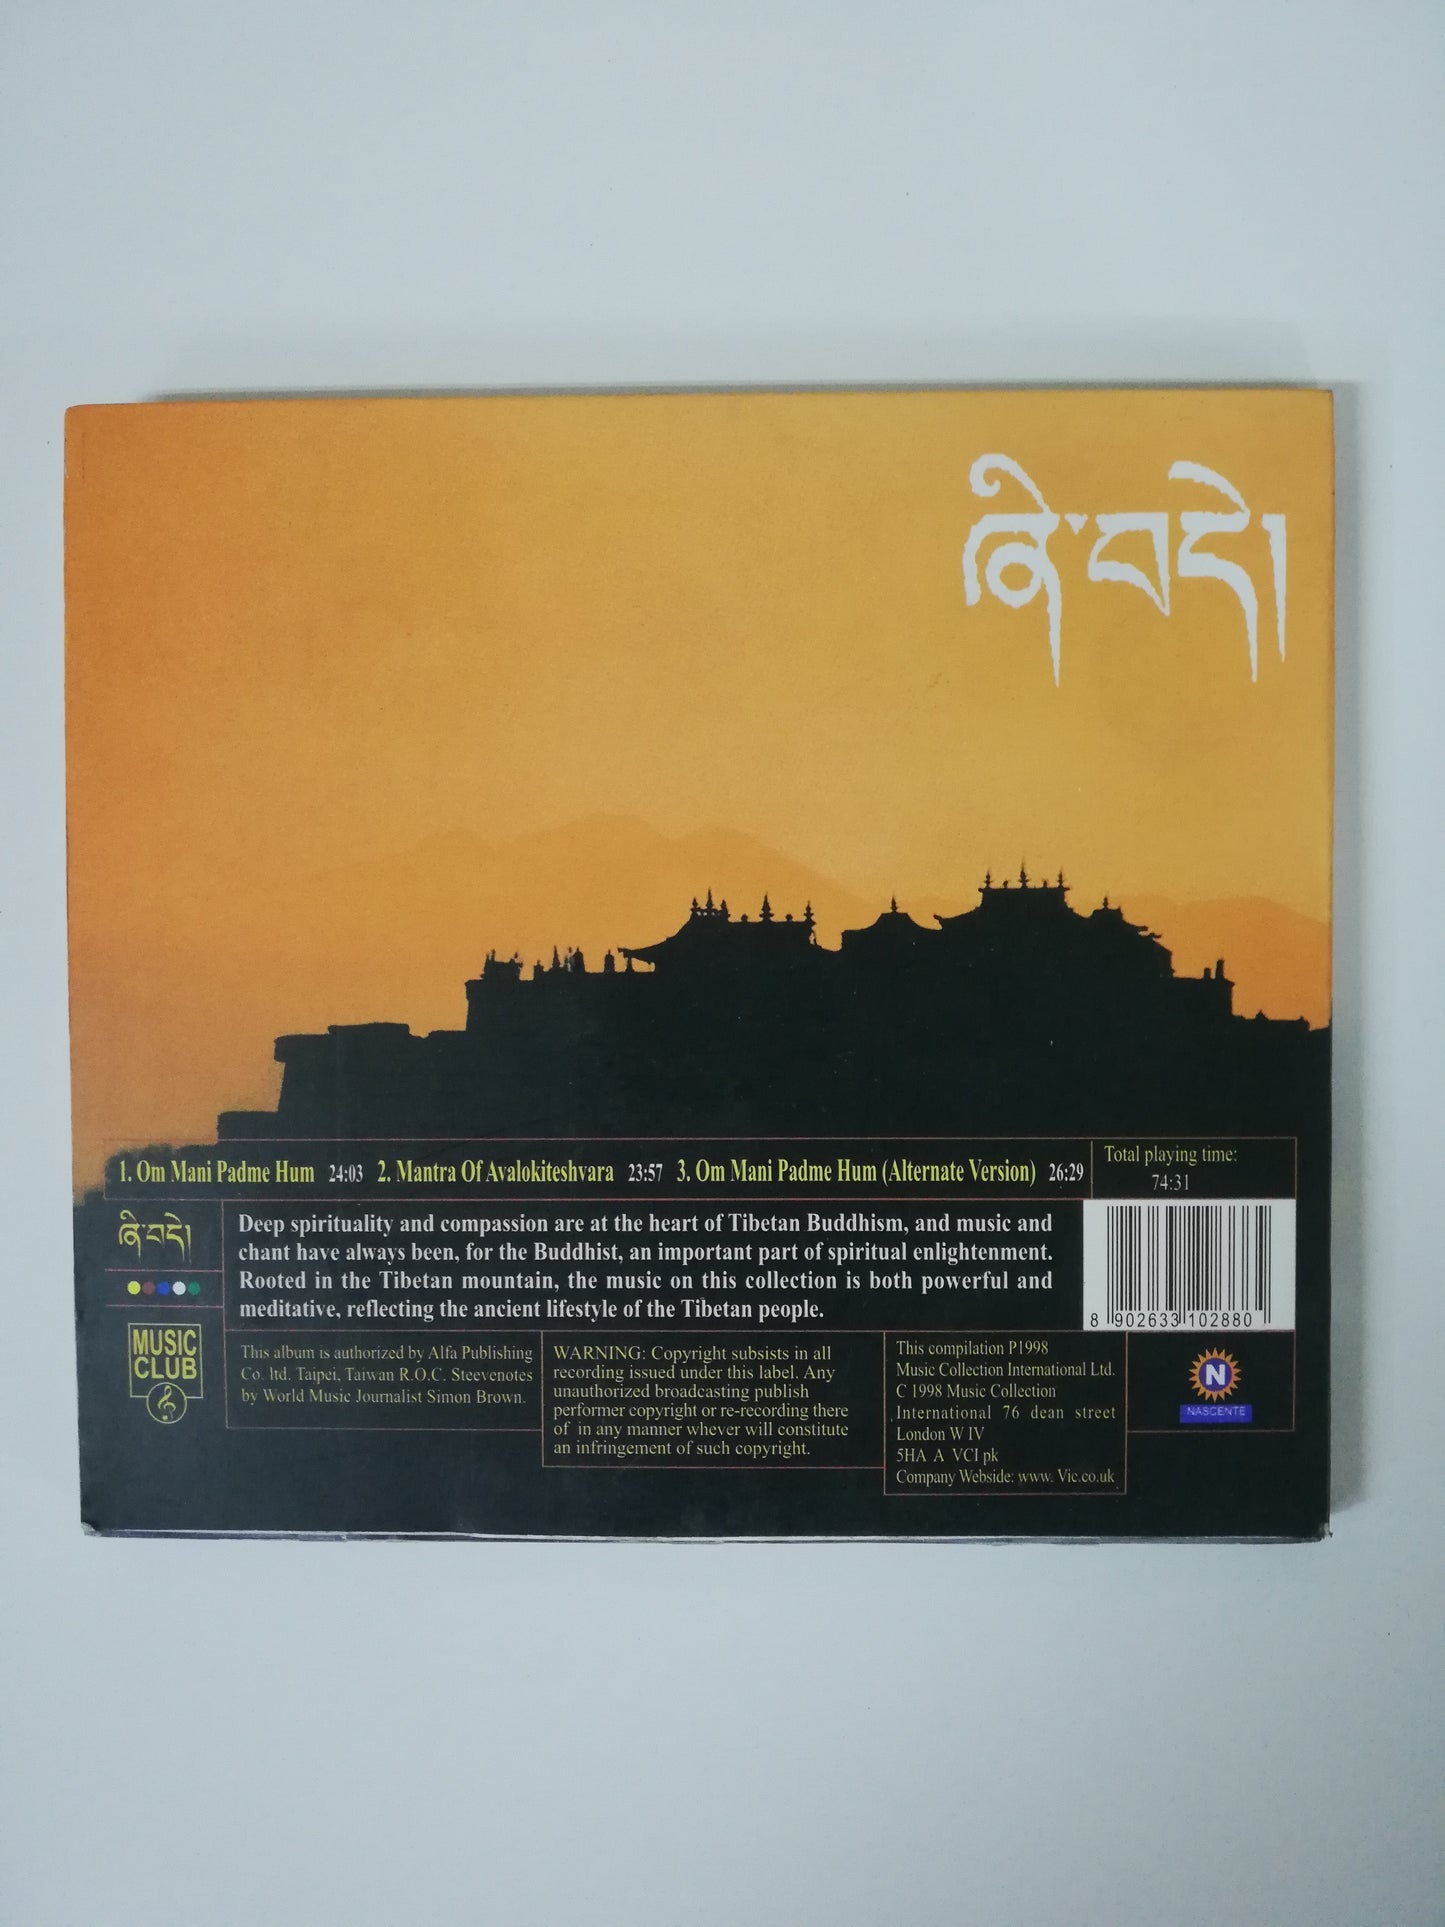 ཞི་བདེ།
1. Om Mani Padme Hum 24:03 2. Mantra Of Avalokiteshvara 23:57 3. Om Mani Padme Hum (Alternate Version) 26:29
Total playing time:
74:31
ཞི་བདེ།
Deep spirituality and compassion are at the heart of Tibetan Buddhism, and music and
chant have always been, for the Buddhist, an important part of spiritual enlightenment.
Rooted in the Tibetan mountain, the music on this collection is both powerful and
meditative, reflecting the ancient lifestyle of the Tibetan people.
8 902633 102880
MUSIC
CLUB
This album is authorized by Alfa Publishing
Co. ltd. Taipei, Taiwan R.O.C. Steevenotes
by World Music Journalist Simon Brown.
WARNING: Copyright subsists in all
recording issued under this label. Any
unauthorized broadcasting publish
performer copyright or re-recording there
of in any manner whever will constitute
an infringement of such copyright.
This compilation P1998
Music Collection International Ltd.
C 1998 Music Collection
International 76 dean street
London W IV
5HA A VCI pk
Company Webside: www. Vic.co.uk
N
NASCENTE